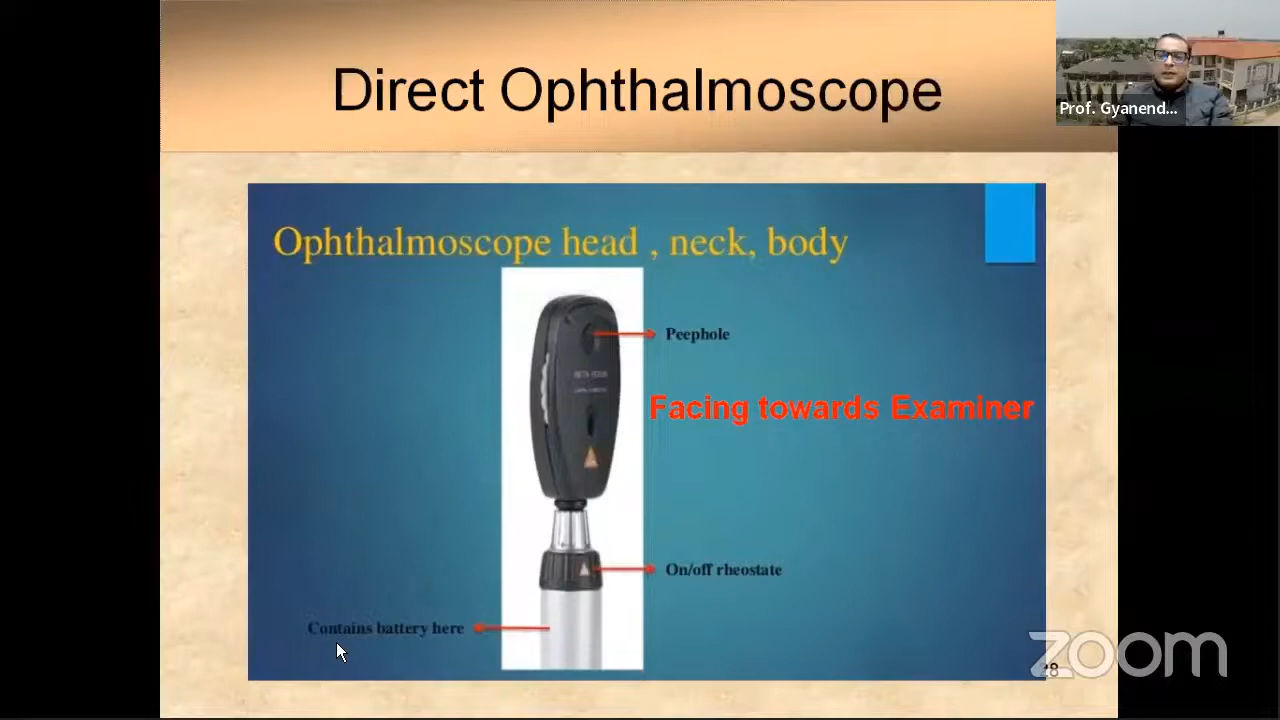 Direct Ophthalmoscope
Prof. Gyanend...
Ophthalmoscope head , neck, body
Peephole
Facing towards Examiner
On/off rheostate
Contains battery here
zoom